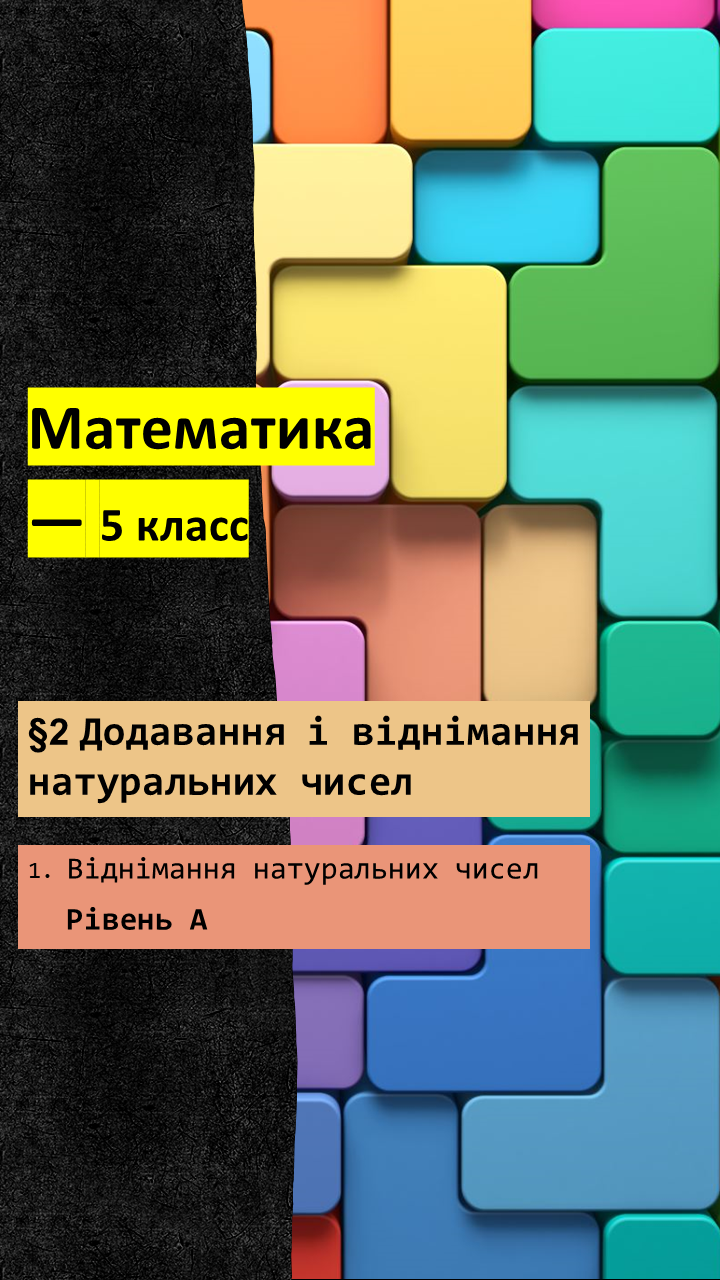 Математика
— 5 класс
§2 Додавання і віднімання
натуральних чисел
1. Віднімання натуральних чисел
Рівень А